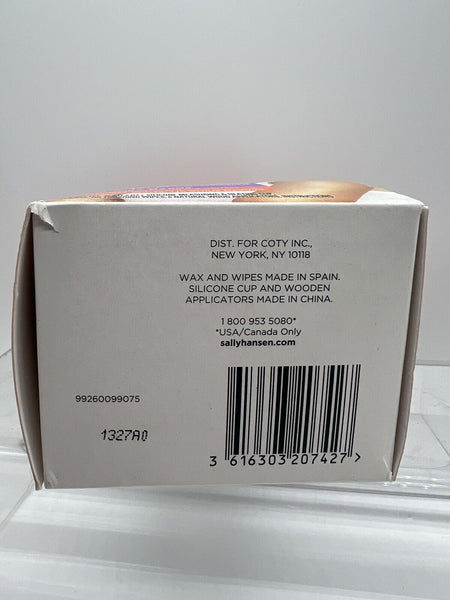 DIST. FOR COTY INC.,
NEW YORK, NY 10118
WAX AND WIPES MADE IN SPAIN.
SILICONE CUP AND WOODEN
APPLICATORS MADE IN CHINA.
1 800 953 5080*
*USA/Canada Only
sallyhansen.com
99260099075
1327A0
3 616303 207427 >